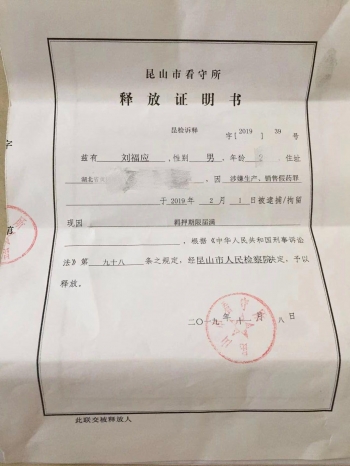 昆山市看守所
释放证明书
昆检诉释 字[2019] 39 号
兹有 刘福应 ,性别 男 ,年龄 2 ,住址
湖北省 ,因 涉嫌生产、销售假药罪
于 2019 年 2 月 1 日被逮捕/拘留
现因 羁押期限届满
,根据《中华人民共和国刑事诉讼
法》第 九十八 条之规定,经昆山市人民检察院决定,予以
释放。
二〇一九年 十一月 八日
此联交被释放人
字